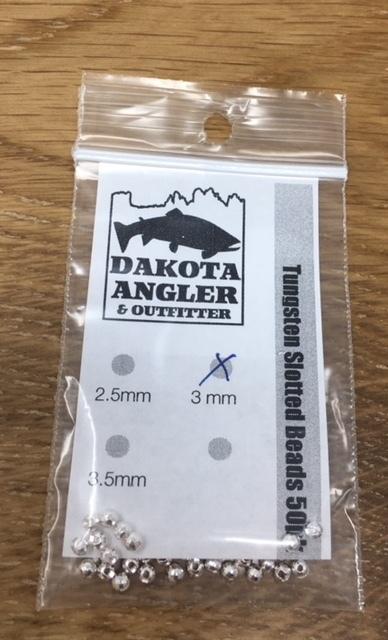 DAKOTA
ANGLER
& OUTFITTER
2.5mm
3 mm
3.5mm
Tungsten Slotted Beads